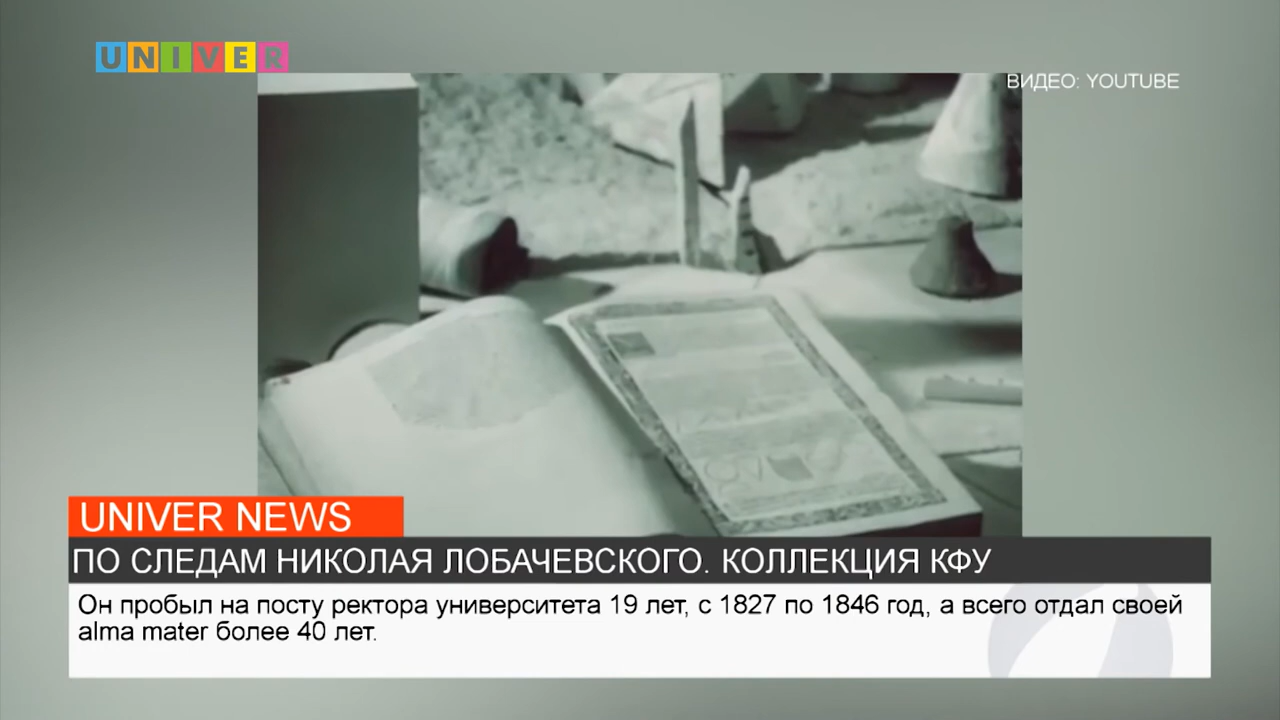 UNIVER
ВИДЕО: YOUTUBE
UNIVER NEWS
ПО СЛЕДАМ НИКОЛАЯ ЛОБАЧЕВСКОГО. КОЛЛЕКЦИЯ КФУ
Он пробыл на посту ректора университета 19 лет, с 1827 по 1846 год, а всего отдал своей
alma mater более 40 лет.